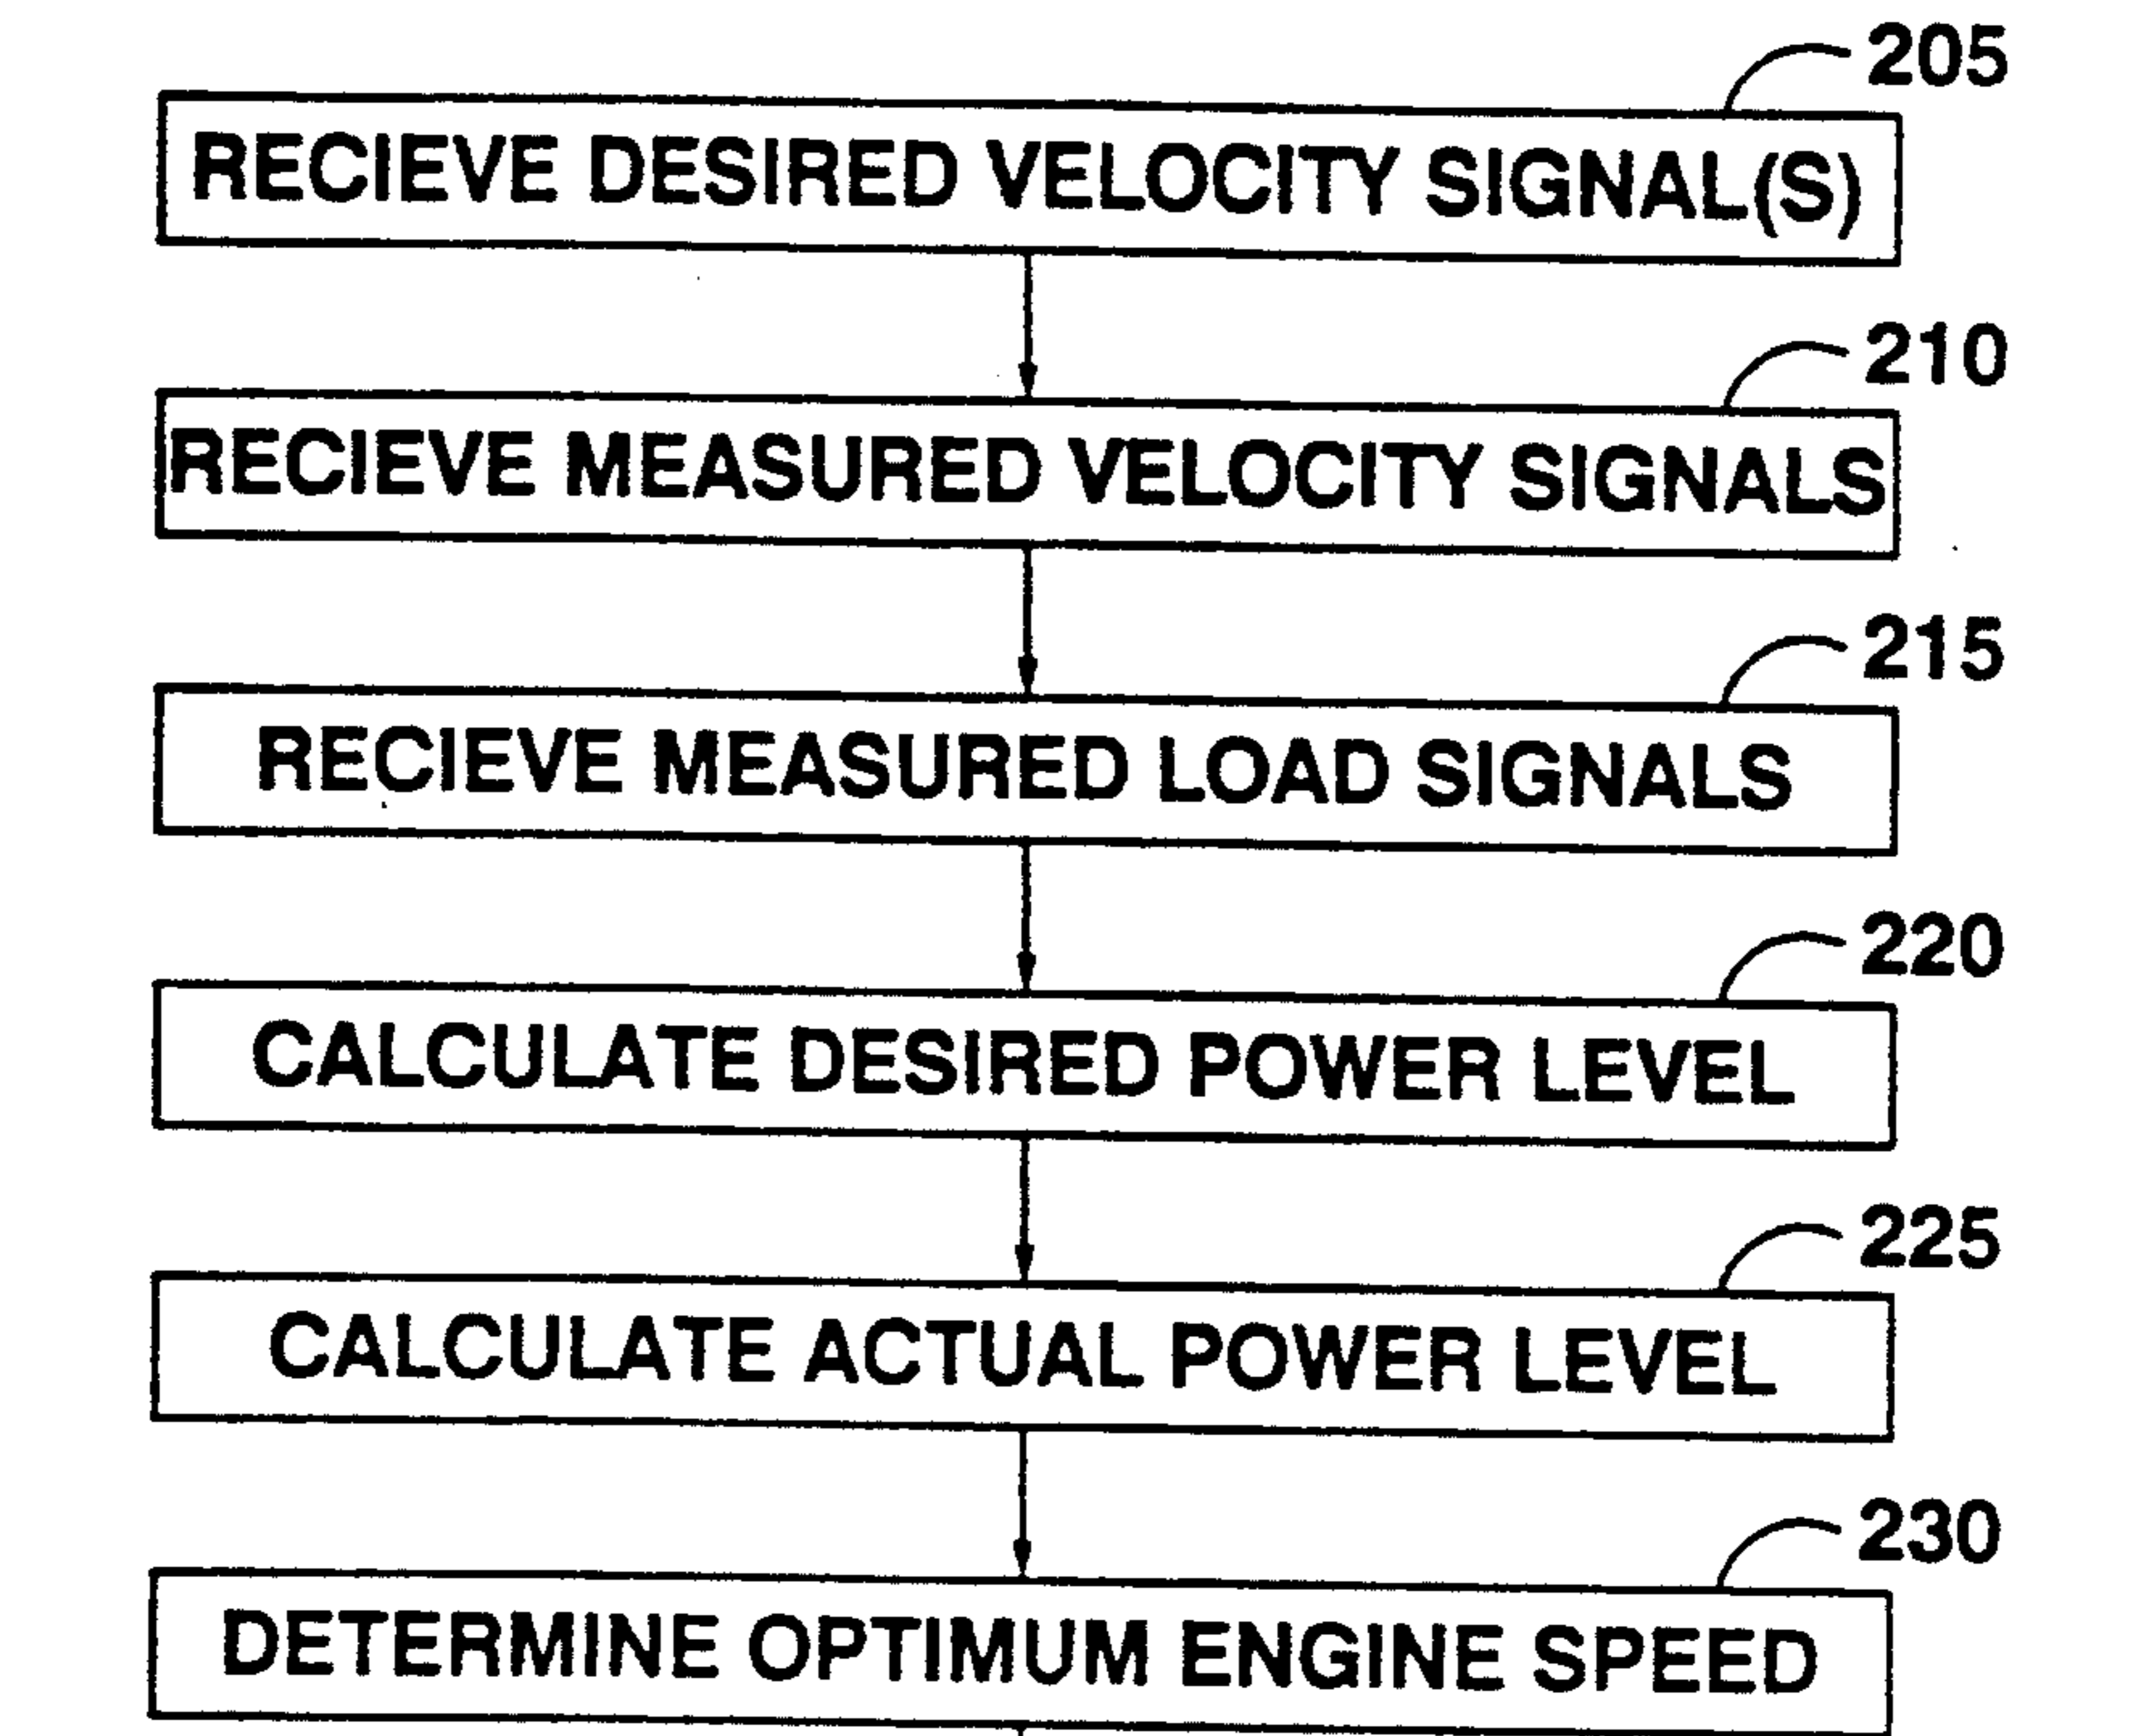 205
RECIEVE DESIRED VELOCITY SIGNAL(S)
210
RECIEVE MEASURED VELOCITY SIGNALS
215
RECIEVE MEASURED LOAD SIGNALS
220
CALCULATE DESIRED POWER LEVEL
225
CALCULATE ACTUAL POWER LEVEL
230
DETERMINE OPTIMUM ENGINE SPEED